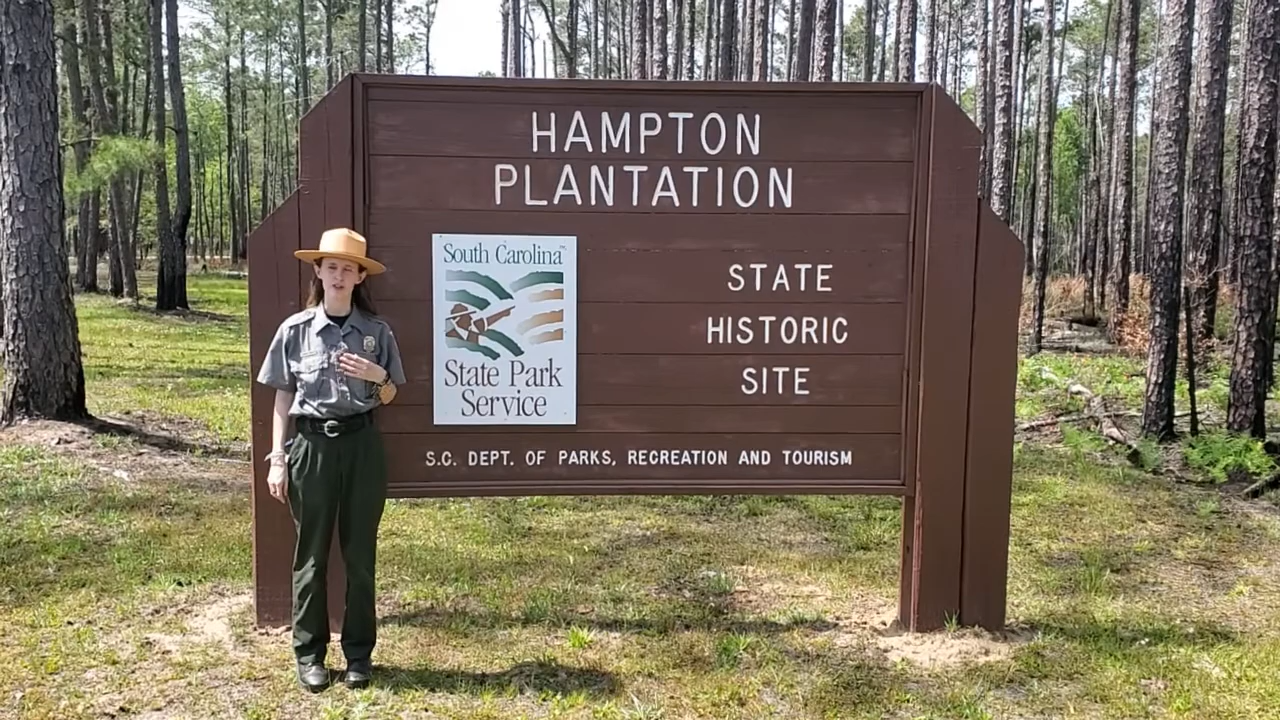 HAMPTON
PLANTATION
South Carolina
State Park
Service
STATE
HISTORIC
SITE
S.C. DEPT. OF PARKS, RECREATION AND TOURISM